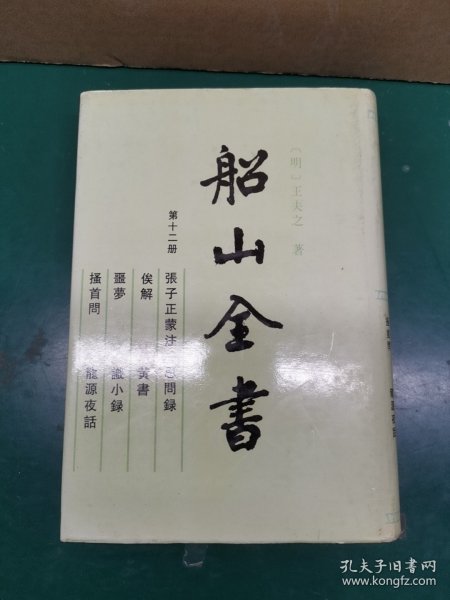 〔明〕王夫之 著
船山全書
第十二册
張子正蒙注 思問録
俟解 黄書
噩夢 識小録
搔首問 龍源夜話
孔夫子旧书网
www.kongfz.com